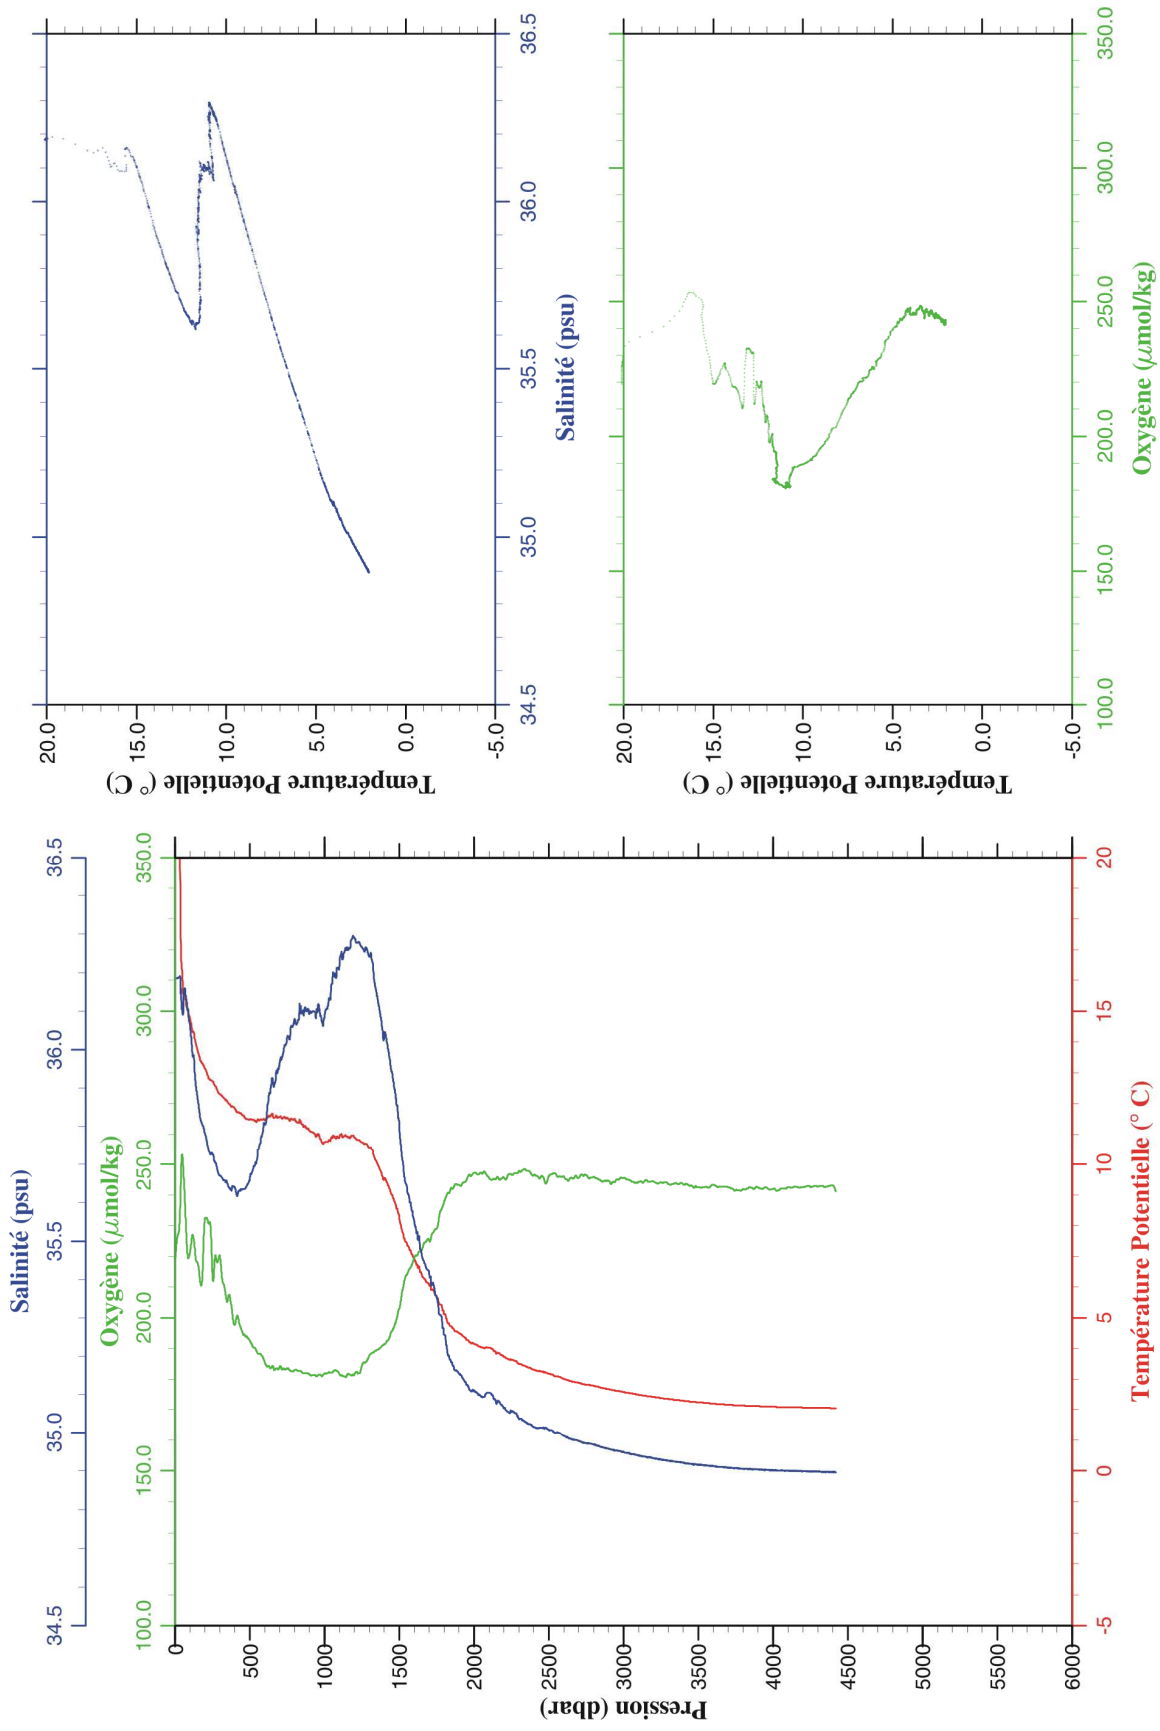 Salinité (psu)
34.5 35.0 35.5 36.0 36.5
Oxygène (μmol/kg)
100.0 150.0 200.0 250.0 300.0 350.0
0
500
1000
1500
2000
2500
3000
3500
4000
4500
5000
5500
6000
Pression (dbar)
-5 0 5 10 15 20
Température Potentielle (° C)
20.0
15.0
10.0
5.0
0.0
-5.0
Température Potentielle (° C)
34.5 35.0 35.5 36.0 36.5
Salinité (psu)
20.0
15.0
10.0
5.0
0.0
-5.0
Température Potentielle (° C)
100.0 150.0 200.0 250.0 300.0 350.0
Oxygène (μmol/kg)